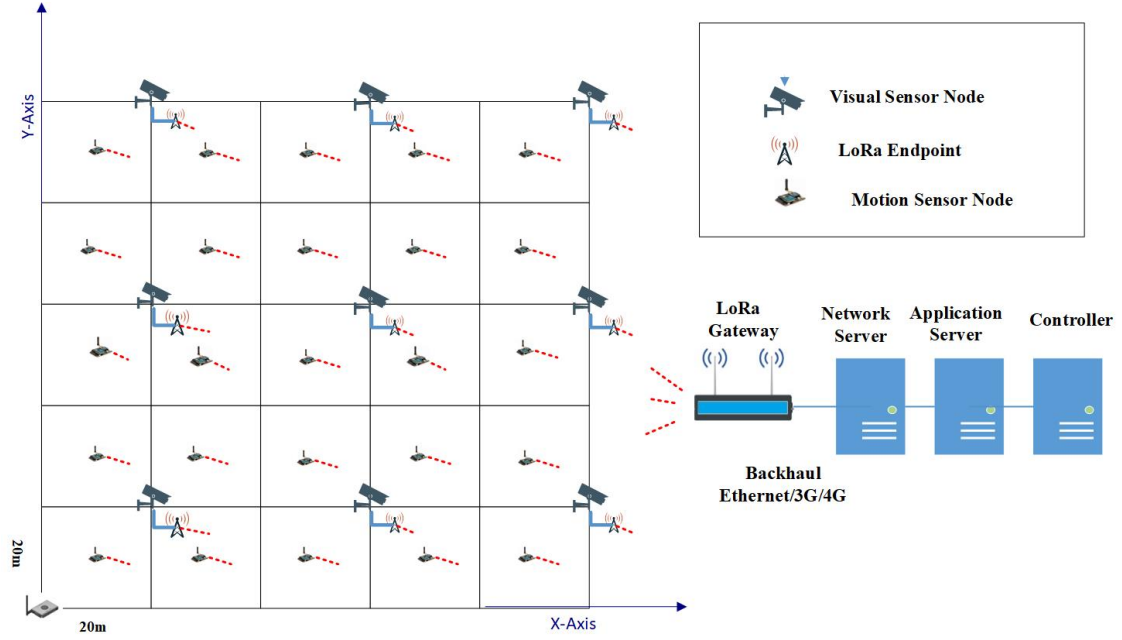 Y-Axis
Visual Sensor Node
LoRa Endpoint
Motion Sensor Node
LoRa
Gateway
Network
Server
Application
Server
Controller
Backhaul
Ethernet/3G/4G
20m
20m
X-Axis